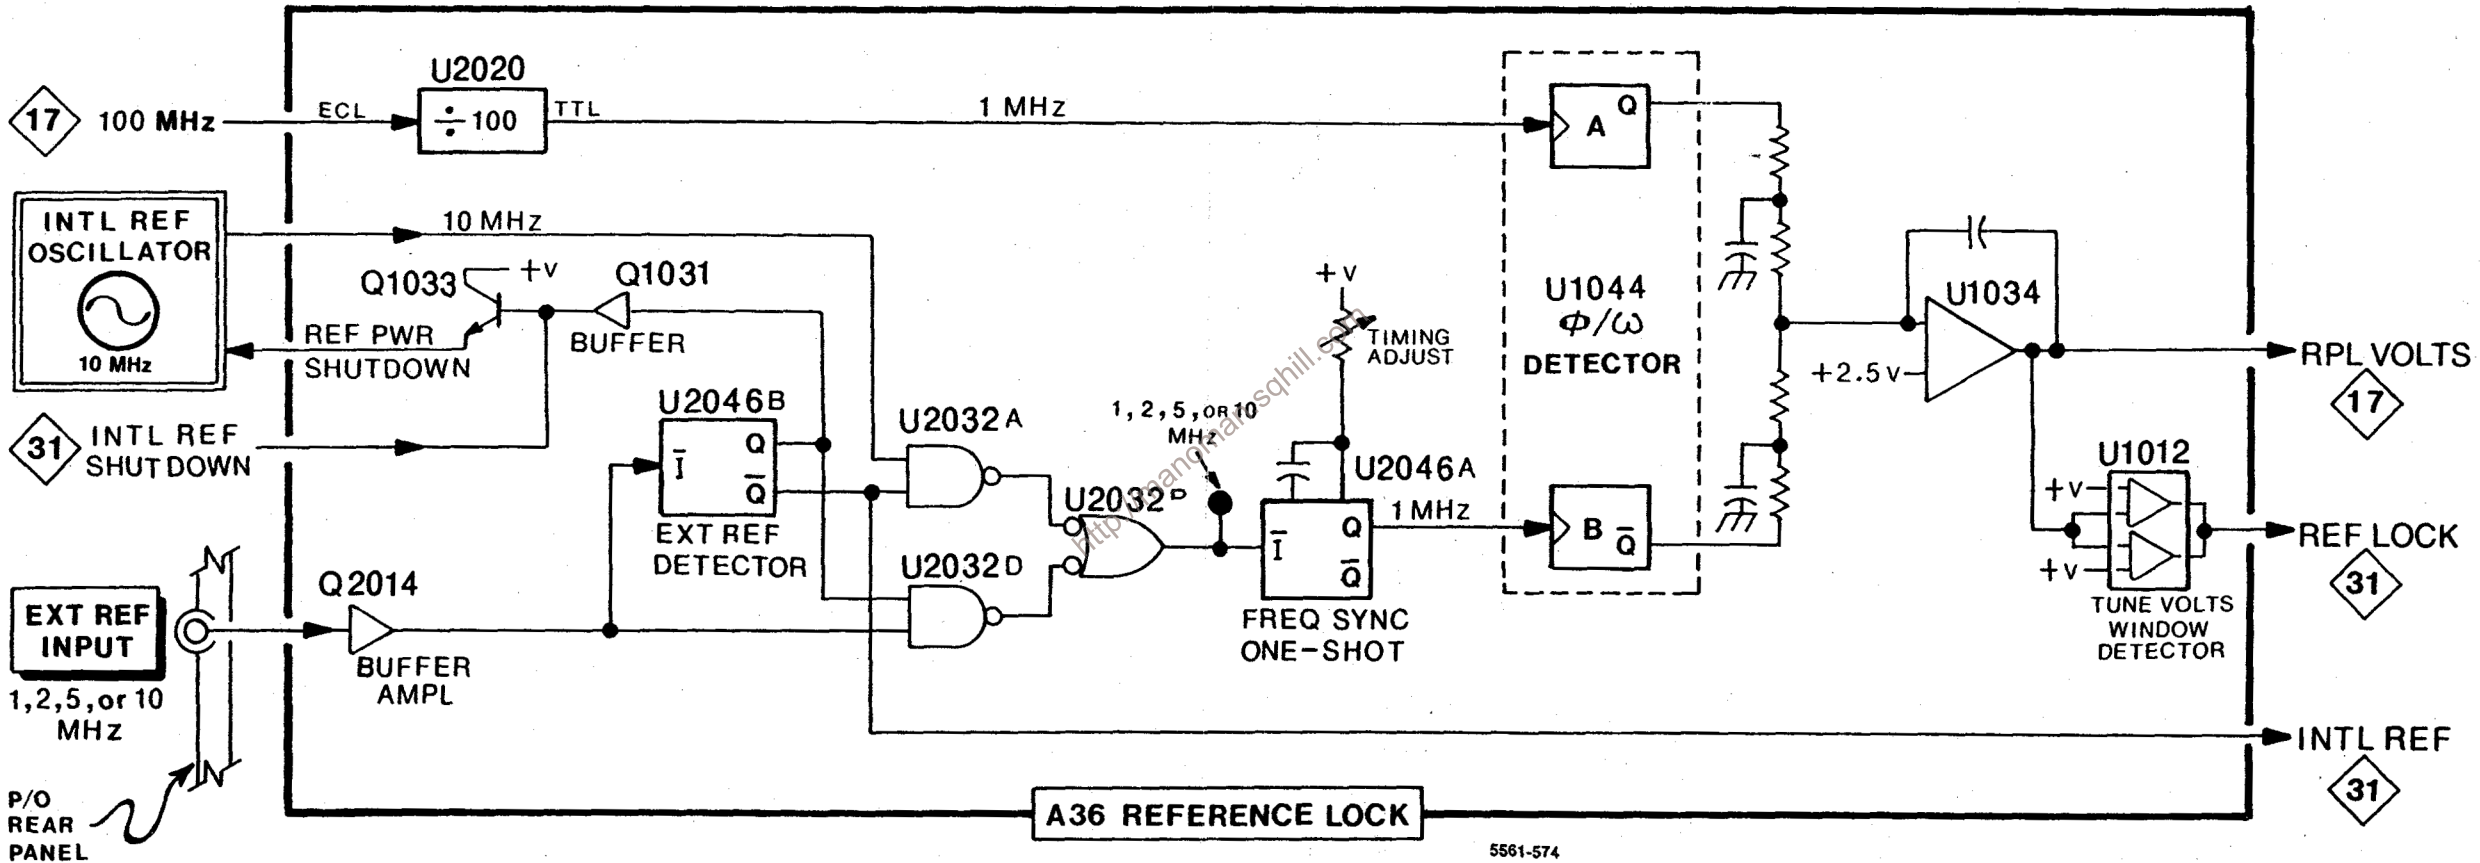 U2020
17 100 MHz
ECL
÷ 100
TTL
1 MHz
A Q
INTL REF
OSCILLATOR
10 MHz
10 MHz
Q1033
+v
Q1031
BUFFER
REF PWR
SHUTDOWN
31 INTL REF
SHUTDOWN
U2046B
Ī Q
Q̄
EXT REF
DETECTOR
U2032A
U2032D
U2032
1, 2, 5, OR 10
MHz
+v
TIMING
ADJUST
U2046A
Ī Q
Q̄
1 MHz
FREQ SYNC
ONE-SHOT
U1044
Φ/ω
DETECTOR
B Q̄
U1034
+2.5v
RPL VOLTS
17
U1012
+v
+v
TUNE VOLTS
WINDOW
DETECTOR
REF LOCK
31
EXT REF
INPUT
1,2,5,or 10
MHz
Q2014
BUFFER
AMPL
INTL REF
31
P/O
REAR
PANEL
A36 REFERENCE LOCK
5561-574